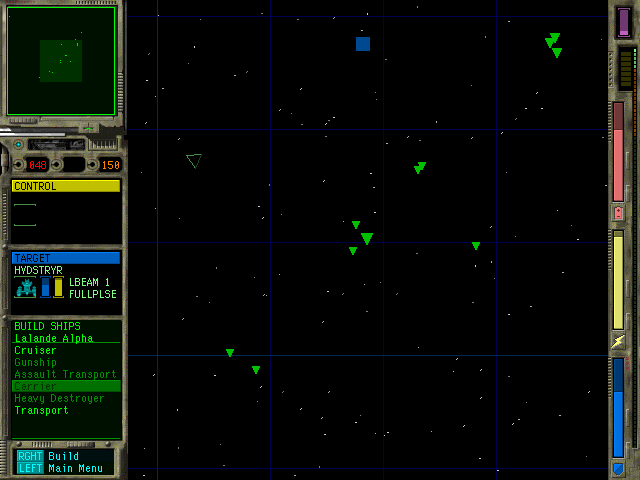 048 150
CONTROL
TARGET
HYDSTRYR
LBEAM 1
FULLPLSE
BUILD SHIPS
Lalande Alpha
Cruiser
Gunship
Assault Transport
Carrier
Heavy Destroyer
Transport
RGHT Build
LEFT Main Menu